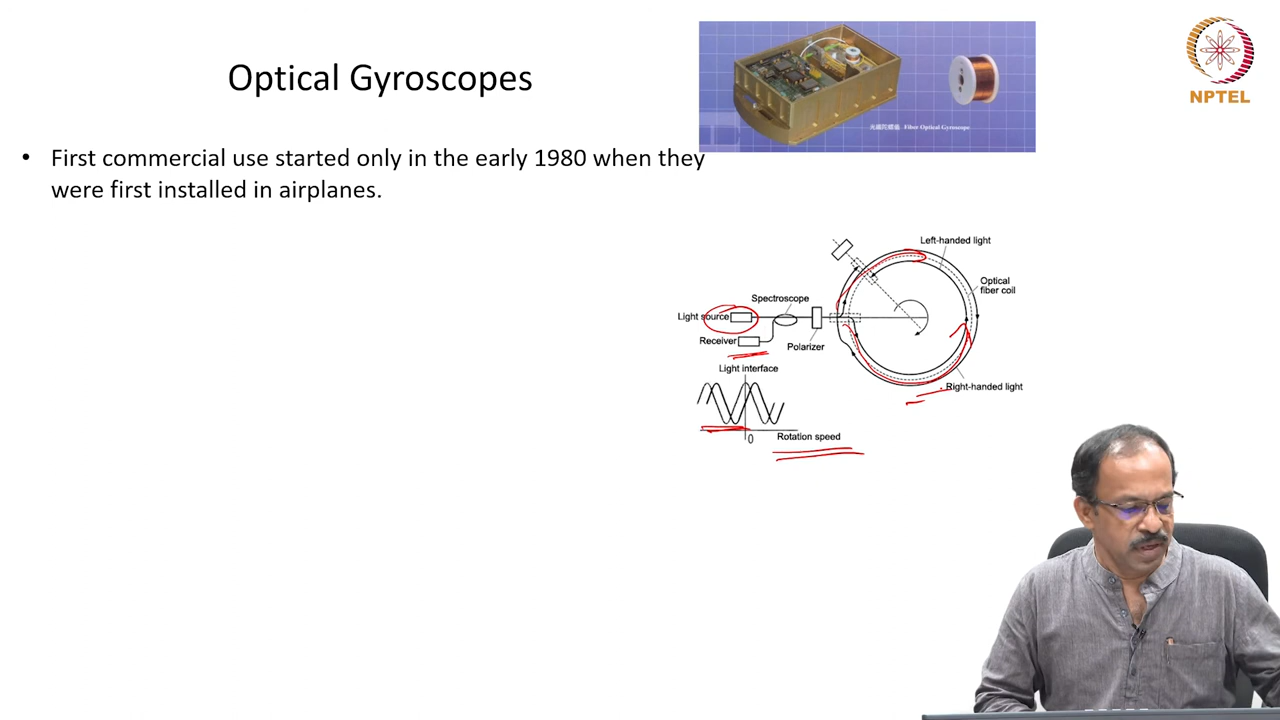 Optical Gyroscopes
NPTEL
Fiber Optical Gyroscope
• First commercial use started only in the early 1980 when they
were first installed in airplanes.
Left-handed light
Optical
fiber coil
Spectroscope
Light source
Receiver
Polarizer
Light interface
Right-handed light
0
Rotation speed